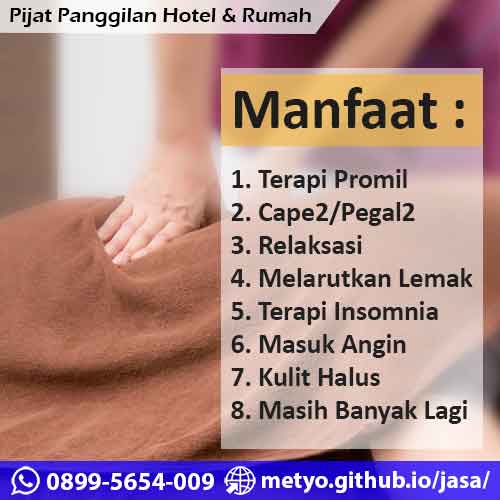 Pijat Panggilan Hotel & Rumah
Manfaat :
1. Terapi Promil
2. Cape2/Pegal2
3. Relaksasi
4. Melarutkan Lemak
5. Terapi Insomnia
6. Masuk Angin
7. Kulit Halus
8. Masih Banyak Lagi
0899-5654-009 metyo.github.io/jasa/